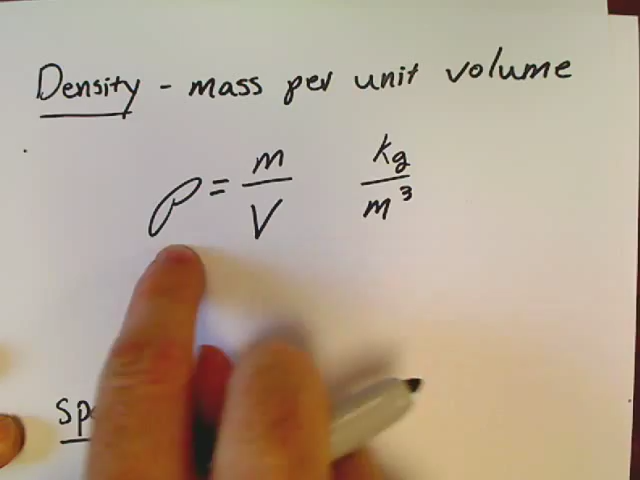 Density - mass per unit volume
ρ = m/V kg/m³